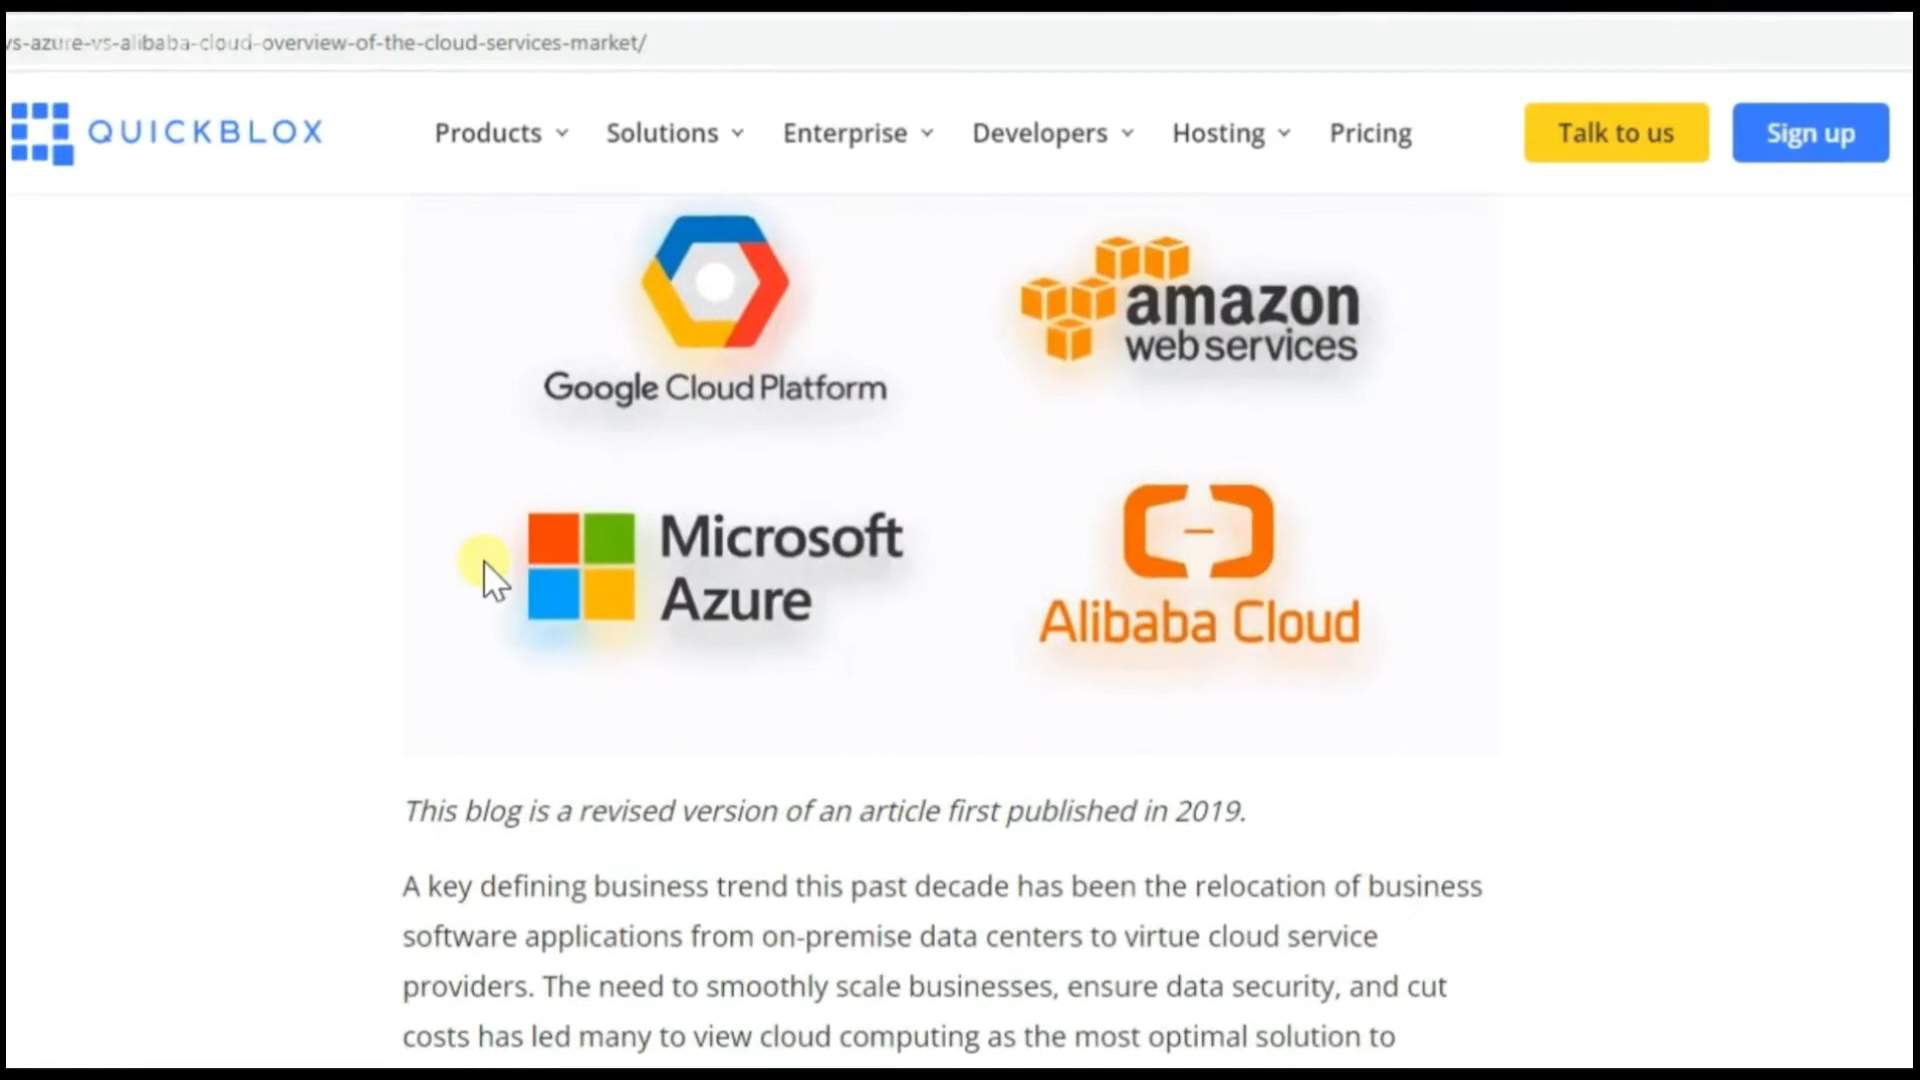 vs-azure-vs-alibaba-cloud-overview-of-the-cloud-services-market/
QUICKBLOX
Products
Solutions
Enterprise
Developers
Hosting
Pricing
Talk to us
Sign up
Google Cloud Platform
amazon
web services
Microsoft
Azure
Alibaba Cloud
This blog is a revised version of an article first published in 2019.
A key defining business trend this past decade has been the relocation of business
software applications from on-premise data centers to virtue cloud service
providers. The need to smoothly scale businesses, ensure data security, and cut
costs has led many to view cloud computing as the most optimal solution to